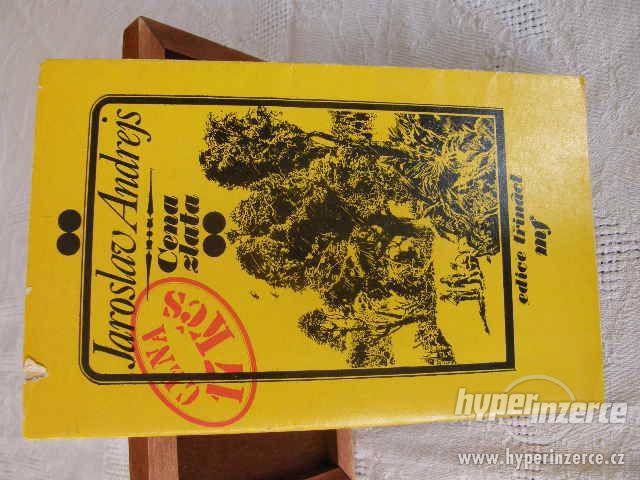 Jaroslav Andrejs
Cena
zlata
CENA
17 Kčs
edice třináct
mf
hyperinzerce
www.hyperinzerce.cz